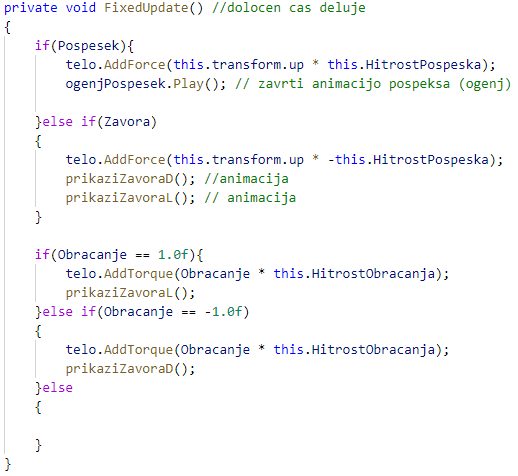 private void FixedUpdate() //dolocen cas deluje
{
    if(Pospesek){
        telo.AddForce(this.transform.up * this.HitrostPospeska);
        ogenjPospesek.Play(); // zavrti animacijo pospeksa (ogenj)

    }else if(Zavora)
    {
        telo.AddForce(this.transform.up * -this.HitrostPospeska);
        prikaziZavoraD(); //animacija
        prikaziZavoraL(); // animacija
    }

    if(Obracanje == 1.0f){
        telo.AddTorque(Obracanje * this.HitrostObracanja);
        prikaziZavoraL();
    }else if(Obracanje == -1.0f)
    {
        telo.AddTorque(Obracanje * this.HitrostObracanja);
        prikaziZavoraD();
    }else
    {

    }
}